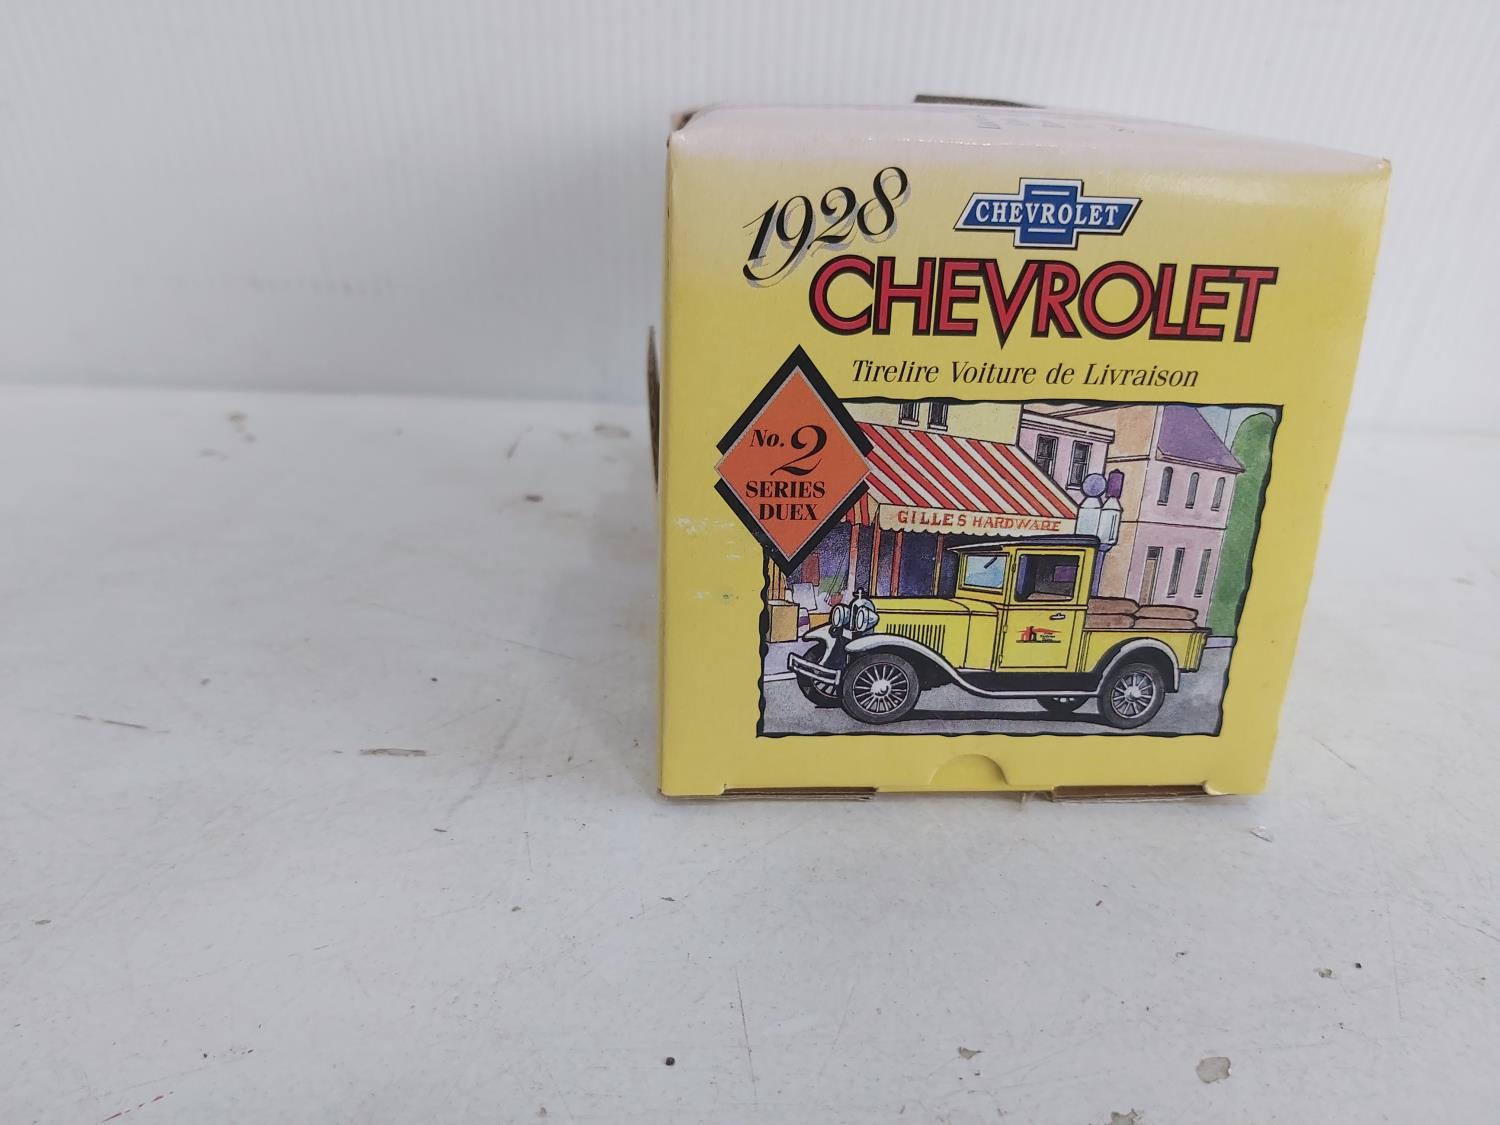 1928
CHEVROLET
CHEVROLET
Tirelire Voiture de Livraison
No. 2
SERIES
DUEX
GILLES HARDWARE